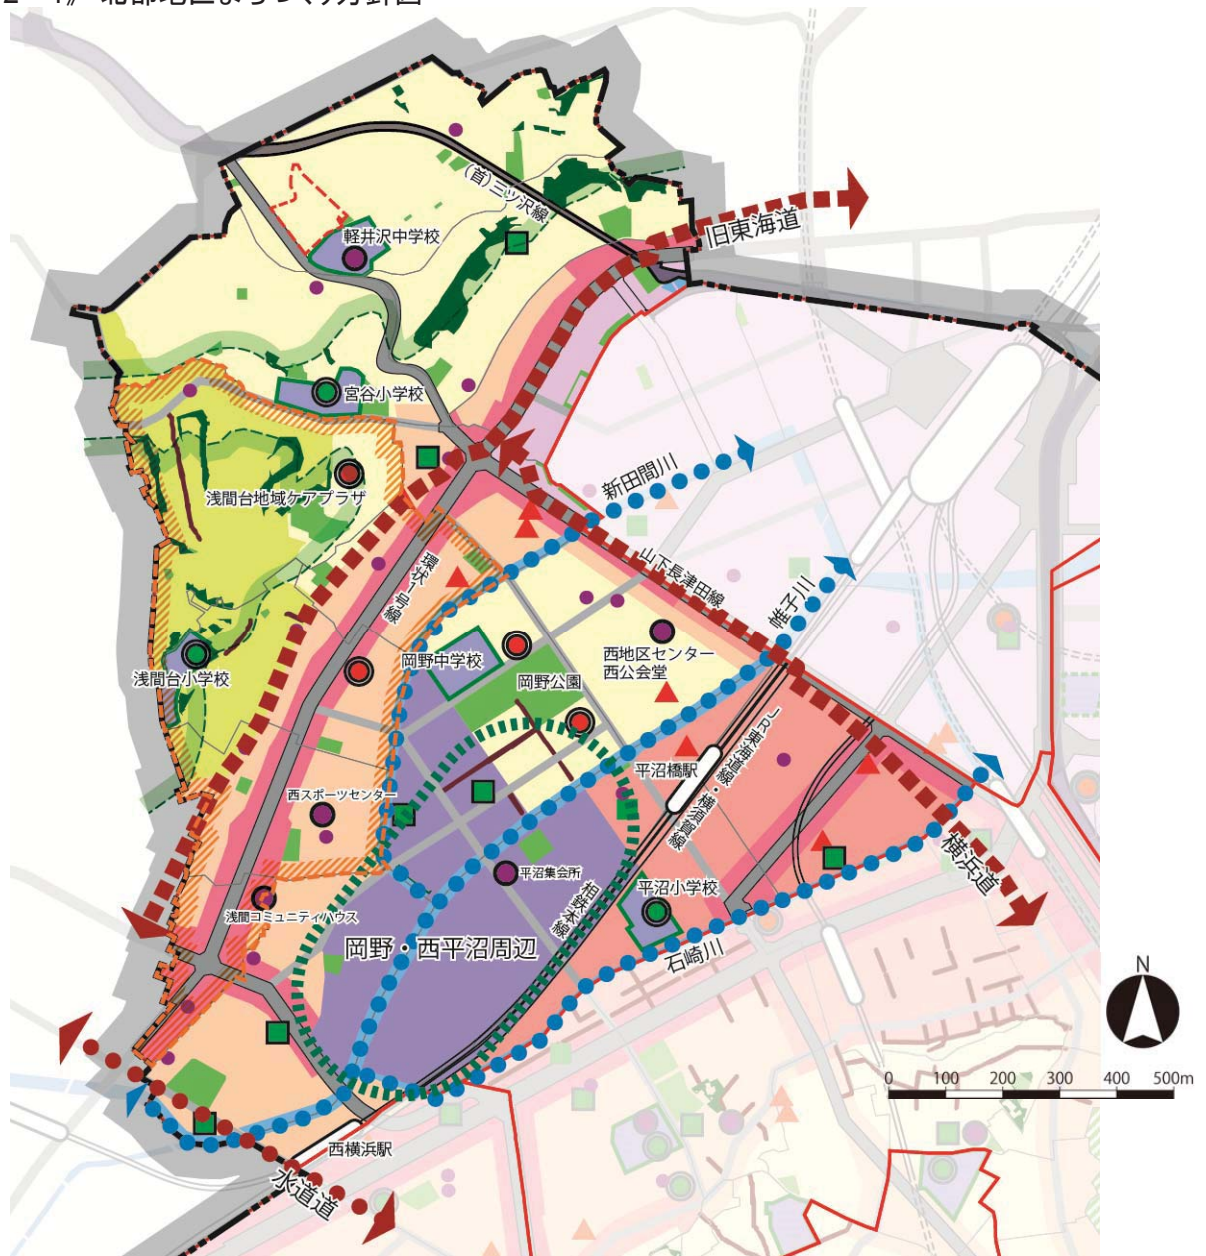 (首)三ツ沢線
旧東海道
軽井沢中学校
宮谷小学校
新田間川
浅間台地域ケアプラザ
山下長津田線
環状1号線
帷子川
西地区センター
西公会堂
岡野中学校
岡野公園
浅間台小学校
JR東海道線・横須賀線
平沼橋駅
西スポーツセンター
横浜道
平沼集会所
平沼小学校
相鉄本線
浅間コミュニティハウス
岡野・西平沼周辺
石崎川
N
0 100 200 300 400 500m
西横浜駅
水道道